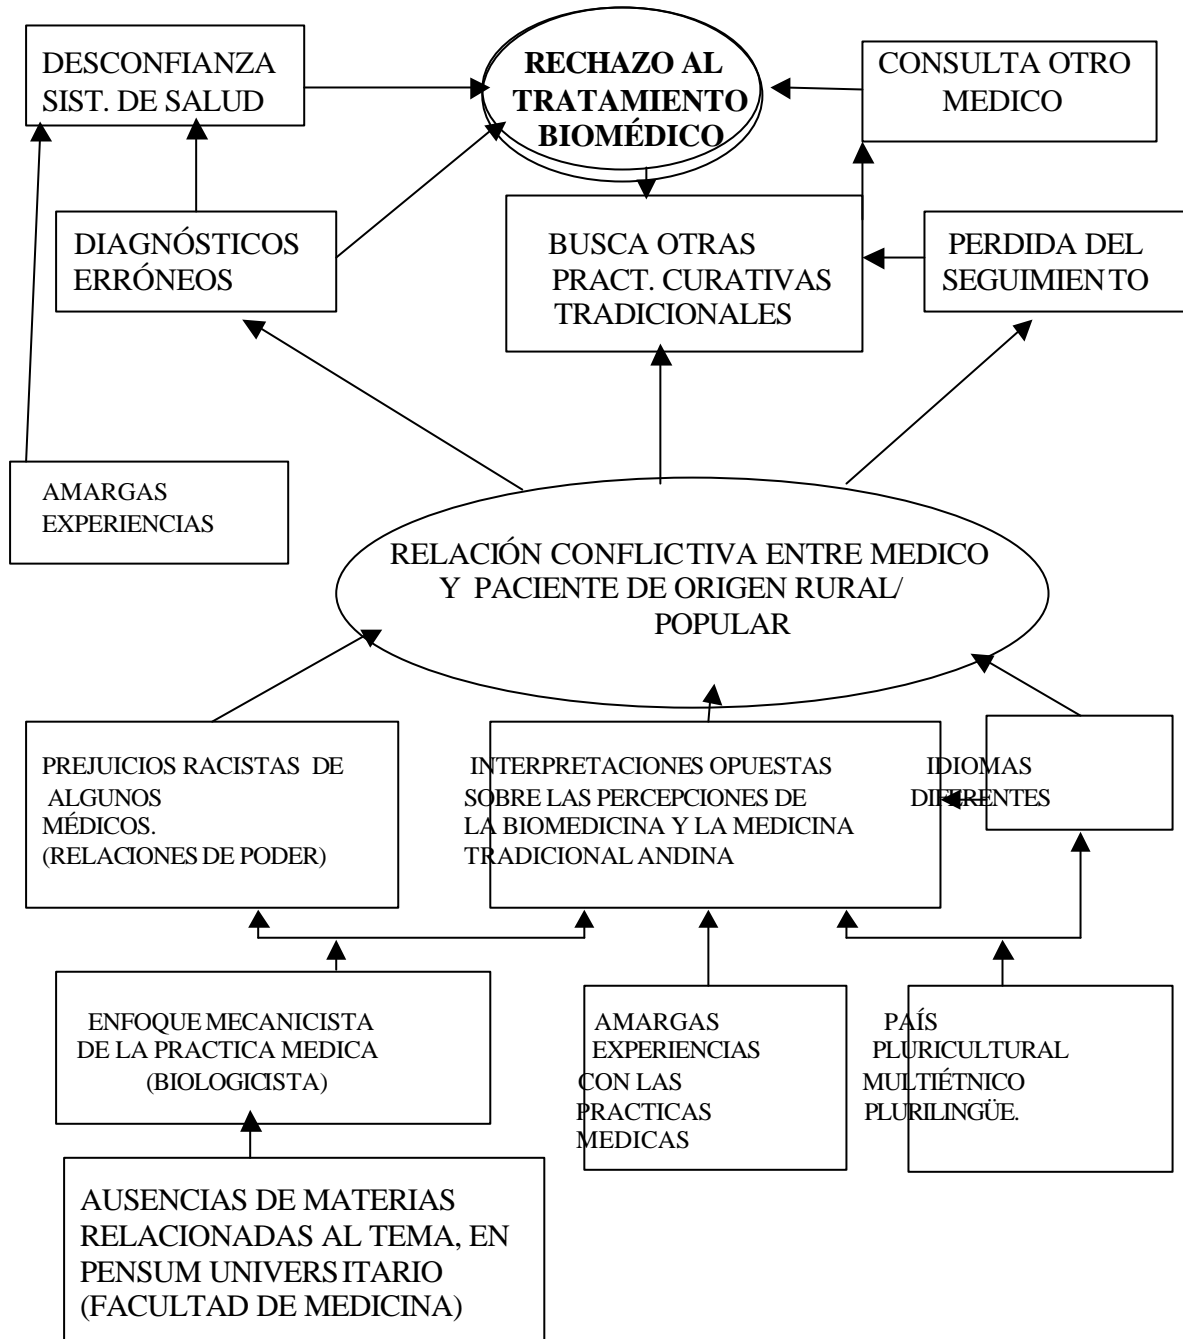 DESCONFIANZA
SIST. DE SALUD
RECHAZO AL
TRATAMIENTO
BIOMÉDICO
CONSULTA OTRO
MEDICO
DIAGNÓSTICOS
ERRÓNEOS
BUSCA OTRAS
PRACT. CURATIVAS
TRADICIONALES
PERDIDA DEL
SEGUIMIENTO
AMARGAS
EXPERIENCIAS
RELACIÓN CONFLICTIVA ENTRE MEDICO
Y PACIENTE DE ORIGEN RURAL/
POPULAR
PREJUICIOS RACISTAS DE
ALGUNOS
MÉDICOS.
(RELACIONES DE PODER)
INTERPRETACIONES OPUESTAS
SOBRE LAS PERCEPCIONES DE
LA BIOMEDICINA Y LA MEDICINA
TRADICIONAL ANDINA
IDIOMAS
DIFERENTES
ENFOQUE MECANICISTA
DE LA PRACTICA MEDICA
(BIOLOGICISTA)
AMARGAS
EXPERIENCIAS
CON LAS
PRACTICAS
MEDICAS
PAÍS
PLURICULTURAL
MULTIÉTNICO
PLURILINGÜE.
AUSENCIAS DE MATERIAS
RELACIONADAS AL TEMA, EN
PENSUM UNIVERSITARIO
(FACULTAD DE MEDICINA)